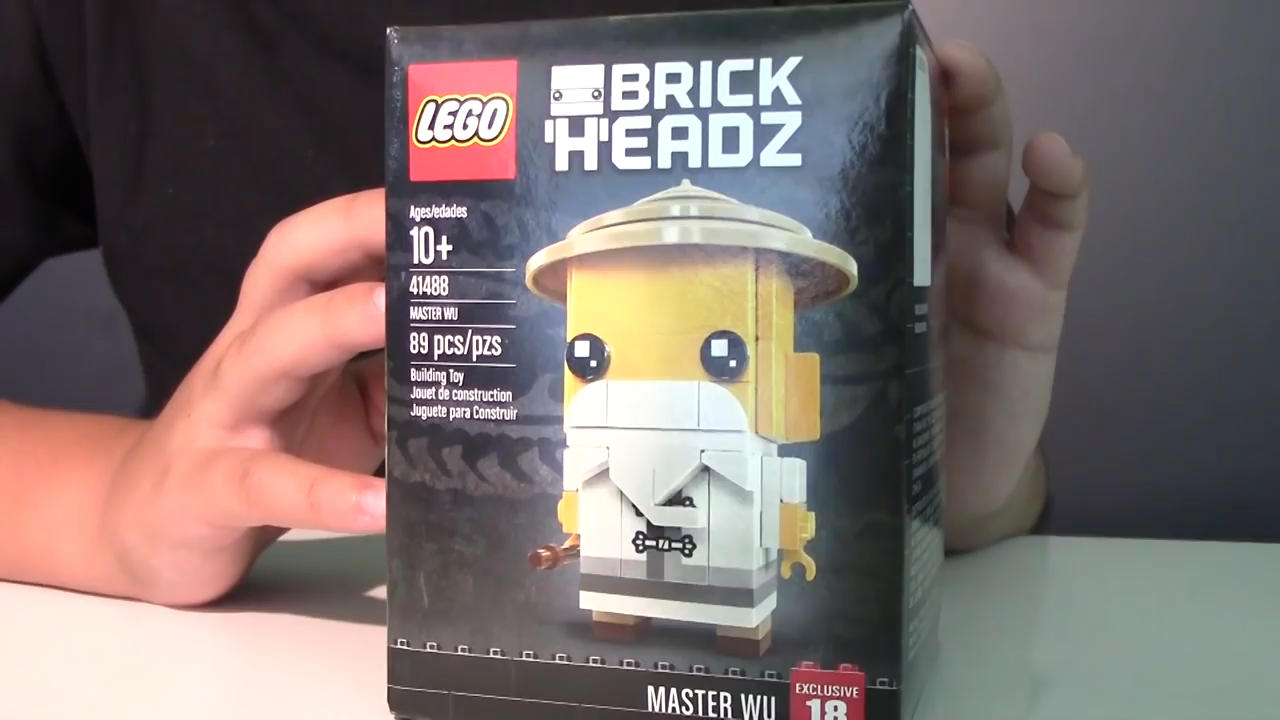 LEGO
BRICK
'H'EADZ
Ages/edades
10+
41488
MASTER WU
89 pcs/pzs
Building Toy
Jouet de construction
Juguete para Construir
MASTER WU
EXCLUSIVE
18